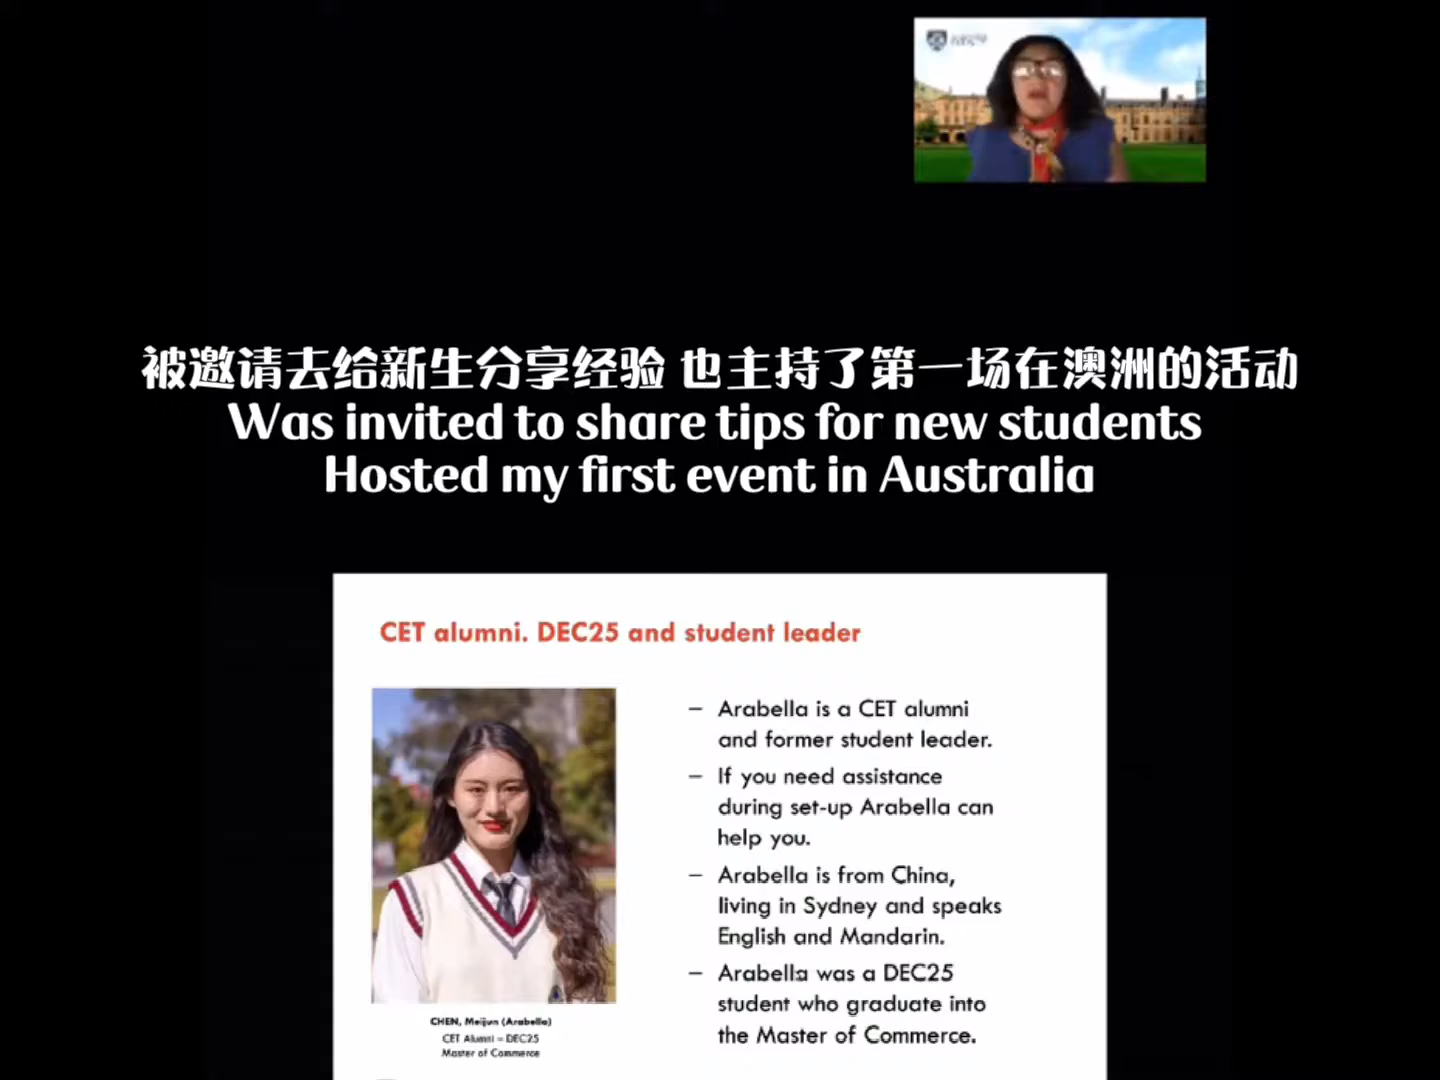 被邀请去给新生分享经验 也主持了第一场在澳洲的活动
Was invited to share tips for new students
Hosted my first event in Australia
CET alumni. DEC25 and student leader
– Arabella is a CET alumni
and former student leader.
– If you need assistance
during set-up Arabella can
help you.
– Arabella is from China,
living in Sydney and speaks
English and Mandarin.
– Arabella was a DEC25
student who graduate into
the Master of Commerce.
CHEN, Meijun (Arabella)
CET Alumni – DEC25
Master of Commerce